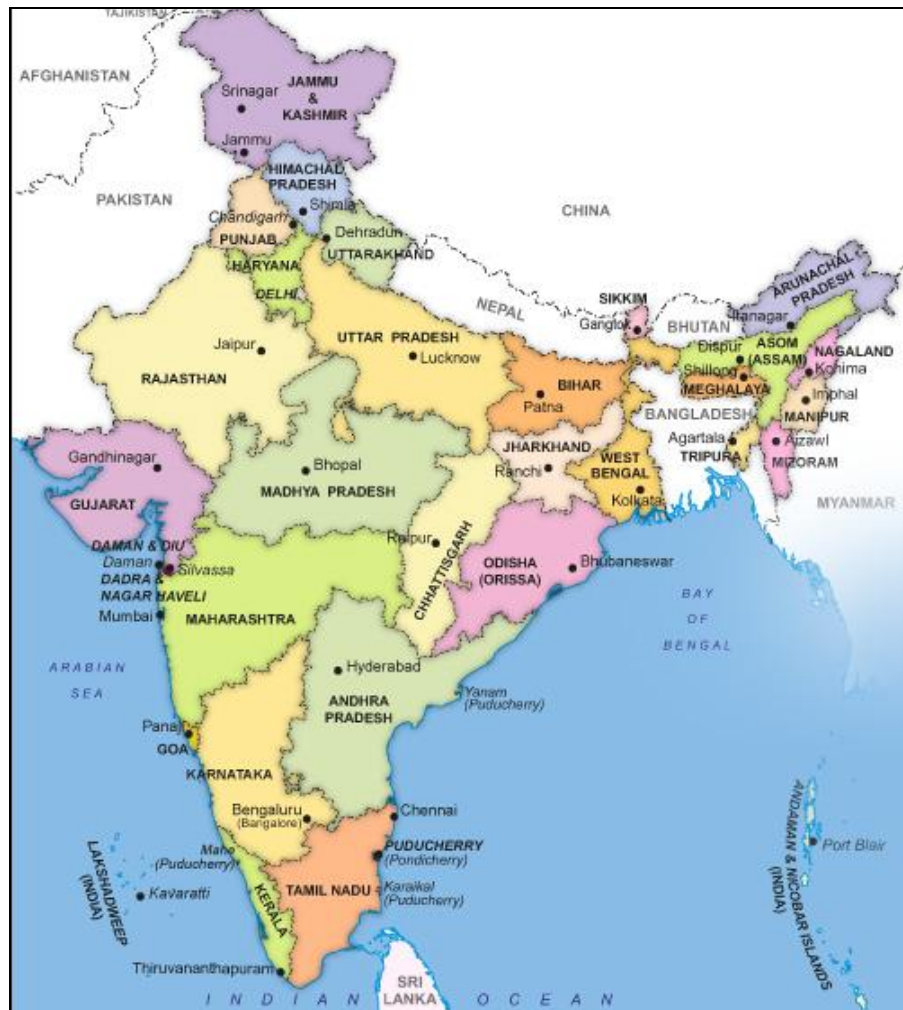 TAJIKISTAN
AFGHANISTAN
JAMMU
&
KASHMIR
Srinagar
Jammu
HIMACHAL
PRADESH
PAKISTAN
Shimla
CHINA
Chandigarh
PUNJAB
Dehradun
UTTARAKHAND
HARYANA
DELHI
ARUNACHAL
PRADESH
NEPAL
SIKKIM
Gangtok
BHUTAN
Itanagar
Jaipur
UTTAR PRADESH
Lucknow
Dispur
ASOM
(ASSAM)
NAGALAND
Kohima
RAJASTHAN
BIHAR
Patna
Shillong
MEGHALAYA
Imphal
MANIPUR
BANGLADESH
Gandhinagar
Bhopal
MADHYA PRADESH
JHARKHAND
Ranchi
WEST
BENGAL
Kolkata
Agartala
TRIPURA
Aizawl
MIZORAM
MYANMAR
GUJARAT
DAMAN & DIU
Daman
Silvassa
DADRA &
NAGAR HAVELI
Mumbai
MAHARASHTRA
Raipur
CHHATTISGARH
ODISHA
(ORISSA)
Bhubaneswar
BAY
OF
BENGAL
ARABIAN
SEA
Hyderabad
ANDHRA
PRADESH
Yanam
(Puducherry)
Panaji
GOA
KARNATAKA
Bengaluru
(Bangalore)
Chennai
Mahe
(Puducherry)
PUDUCHERRY
(Pondicherry)
LAKSHADWEEP
(INDIA)
Kavaratti
KERALA
TAMIL NADU
Karaikal
(Puducherry)
ANDAMAN & NICOBAR ISLANDS
(INDIA)
Port Blair
Thiruvananthapuram
SRI
LANKA
INDIAN OCEAN